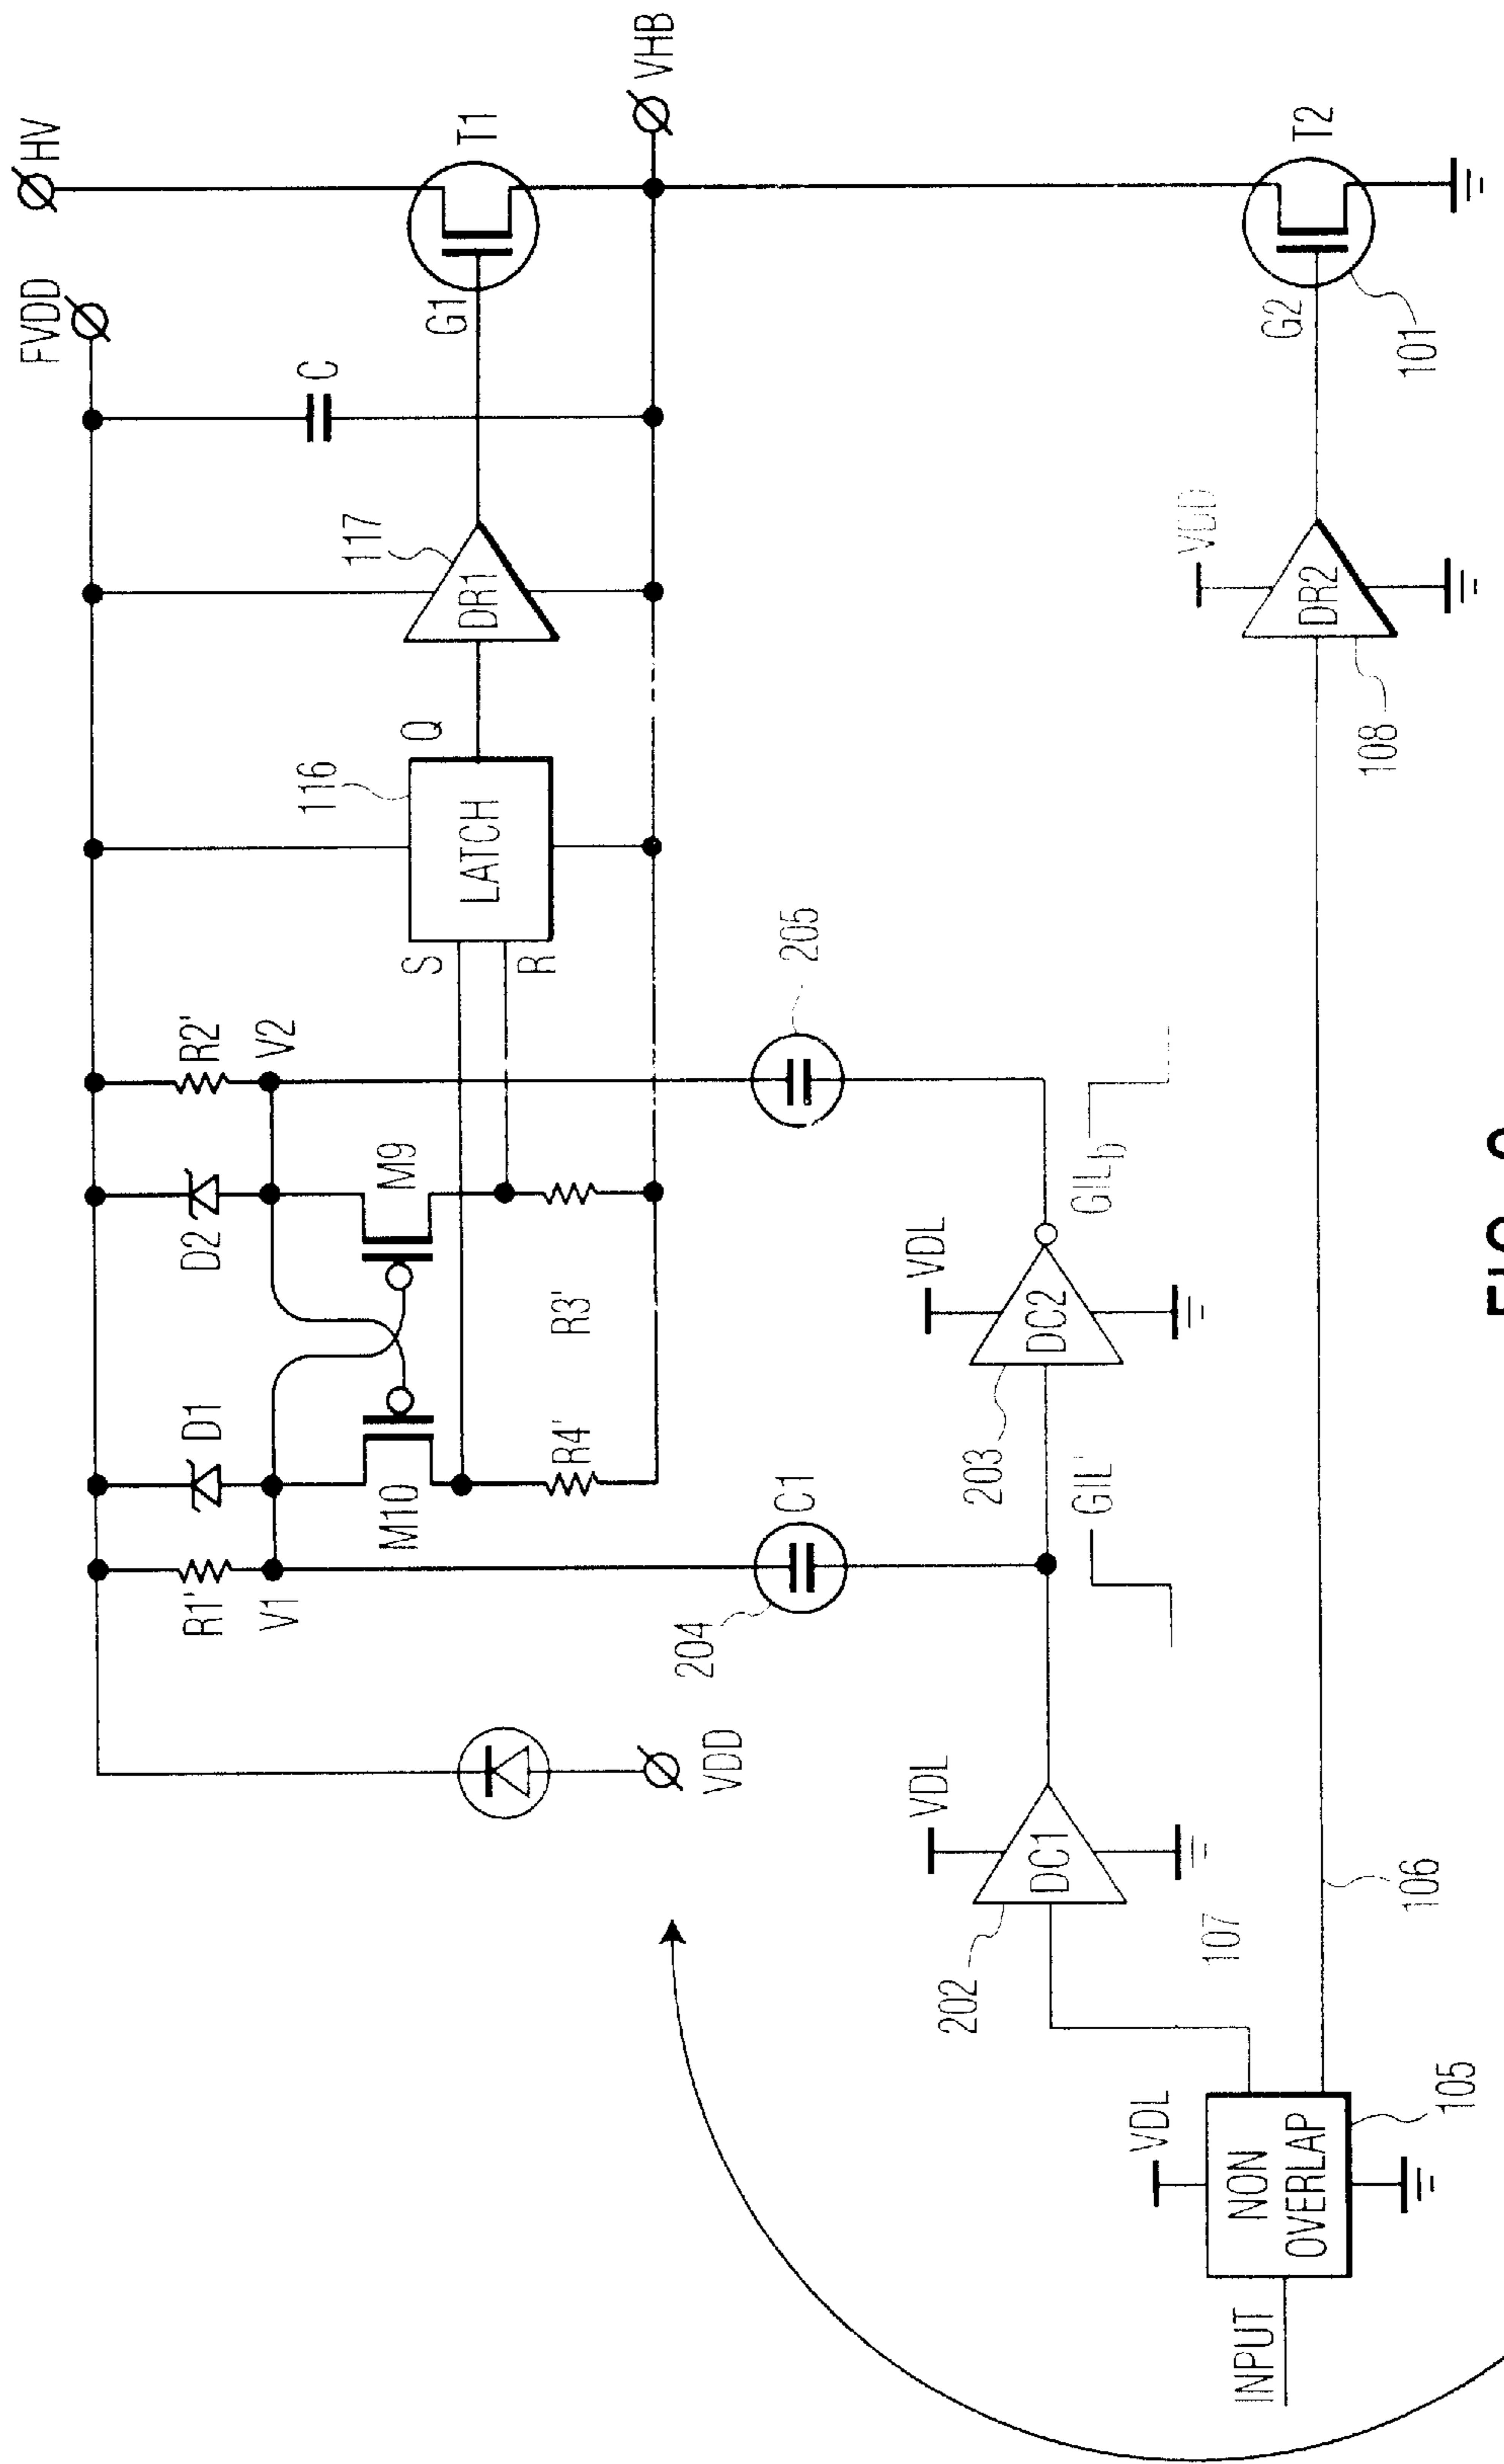 HV
FVDD
C
G1
T1
VHB
117
DR1
116
Q
LATCH
S
R
R2'
V2
D2
M9
R3'
D1
R1'
V1
M10
R4'
VDD
205
C1
204
VDL
DC2
203
GIL
GILb
VDL
DC1
202
107
VDD
DR2
108
G2
T2
101
106
VDL
NON
OVERLAP
105
INPUT